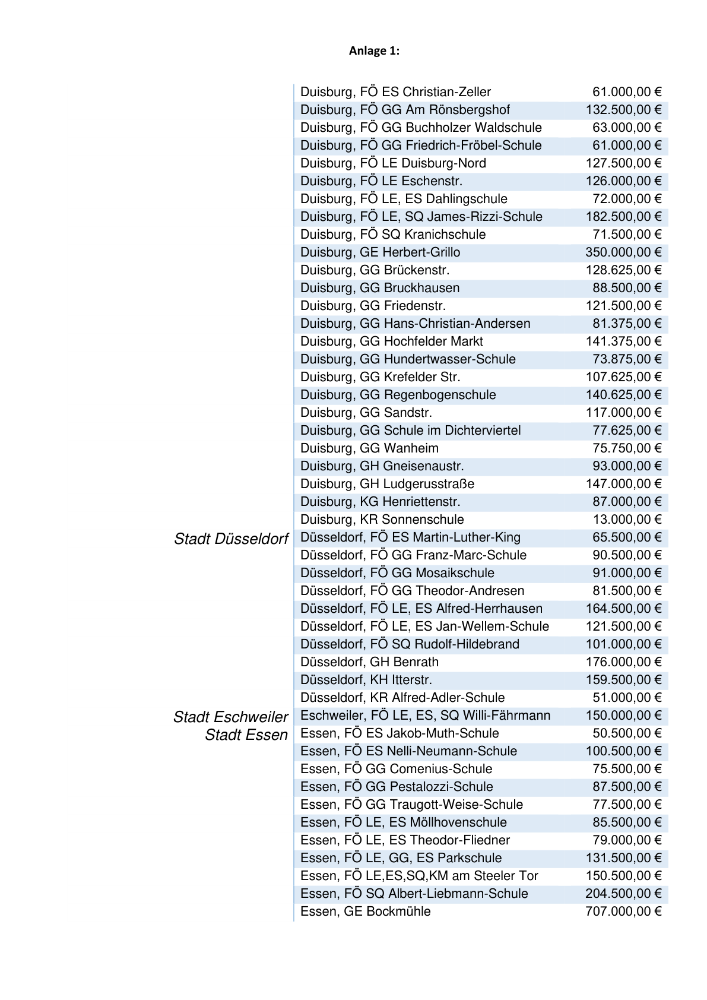 Anlage 1:
Duisburg, FÖ ES Christian-Zeller 61.000,00 €
Duisburg, FÖ GG Am Rönsbergshof 132.500,00 €
Duisburg, FÖ GG Buchholzer Waldschule 63.000,00 €
Duisburg, FÖ GG Friedrich-Fröbel-Schule 61.000,00 €
Duisburg, FÖ LE Duisburg-Nord 127.500,00 €
Duisburg, FÖ LE Eschenstr. 126.000,00 €
Duisburg, FÖ LE, ES Dahlingschule 72.000,00 €
Duisburg, FÖ LE, SQ James-Rizzi-Schule 182.500,00 €
Duisburg, FÖ SQ Kranichschule 71.500,00 €
Duisburg, GE Herbert-Grillo 350.000,00 €
Duisburg, GG Brückenstr. 128.625,00 €
Duisburg, GG Bruckhausen 88.500,00 €
Duisburg, GG Friedenstr. 121.500,00 €
Duisburg, GG Hans-Christian-Andersen 81.375,00 €
Duisburg, GG Hochfelder Markt 141.375,00 €
Duisburg, GG Hundertwasser-Schule 73.875,00 €
Duisburg, GG Krefelder Str. 107.625,00 €
Duisburg, GG Regenbogenschule 140.625,00 €
Duisburg, GG Sandstr. 117.000,00 €
Duisburg, GG Schule im Dichterviertel 77.625,00 €
Duisburg, GG Wanheim 75.750,00 €
Duisburg, GH Gneisenaustr. 93.000,00 €
Duisburg, GH Ludgerusstraße 147.000,00 €
Duisburg, KG Henriettenstr. 87.000,00 €
Duisburg, KR Sonnenschule 13.000,00 €
Stadt Düsseldorf Düsseldorf, FÖ ES Martin-Luther-King 65.500,00 €
Düsseldorf, FÖ GG Franz-Marc-Schule 90.500,00 €
Düsseldorf, FÖ GG Mosaikschule 91.000,00 €
Düsseldorf, FÖ GG Theodor-Andresen 81.500,00 €
Düsseldorf, FÖ LE, ES Alfred-Herrhausen 164.500,00 €
Düsseldorf, FÖ LE, ES Jan-Wellem-Schule 121.500,00 €
Düsseldorf, FÖ SQ Rudolf-Hildebrand 101.000,00 €
Düsseldorf, GH Benrath 176.000,00 €
Düsseldorf, KH Itterstr. 159.500,00 €
Düsseldorf, KR Alfred-Adler-Schule 51.000,00 €
Stadt Eschweiler Eschweiler, FÖ LE, ES, SQ Willi-Fährmann 150.000,00 €
Stadt Essen Essen, FÖ ES Jakob-Muth-Schule 50.500,00 €
Essen, FÖ ES Nelli-Neumann-Schule 100.500,00 €
Essen, FÖ GG Comenius-Schule 75.500,00 €
Essen, FÖ GG Pestalozzi-Schule 87.500,00 €
Essen, FÖ GG Traugott-Weise-Schule 77.500,00 €
Essen, FÖ LE, ES Möllhovenschule 85.500,00 €
Essen, FÖ LE, ES Theodor-Fliedner 79.000,00 €
Essen, FÖ LE, GG, ES Parkschule 131.500,00 €
Essen, FÖ LE,ES,SQ,KM am Steeler Tor 150.500,00 €
Essen, FÖ SQ Albert-Liebmann-Schule 204.500,00 €
Essen, GE Bockmühle 707.000,00 €